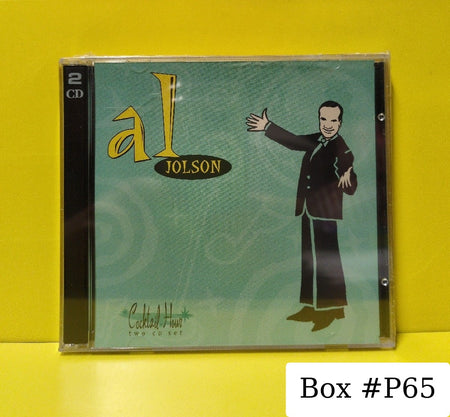 2
CD
al
JOLSON
Cocktail Hour
two cd set
Box #P65